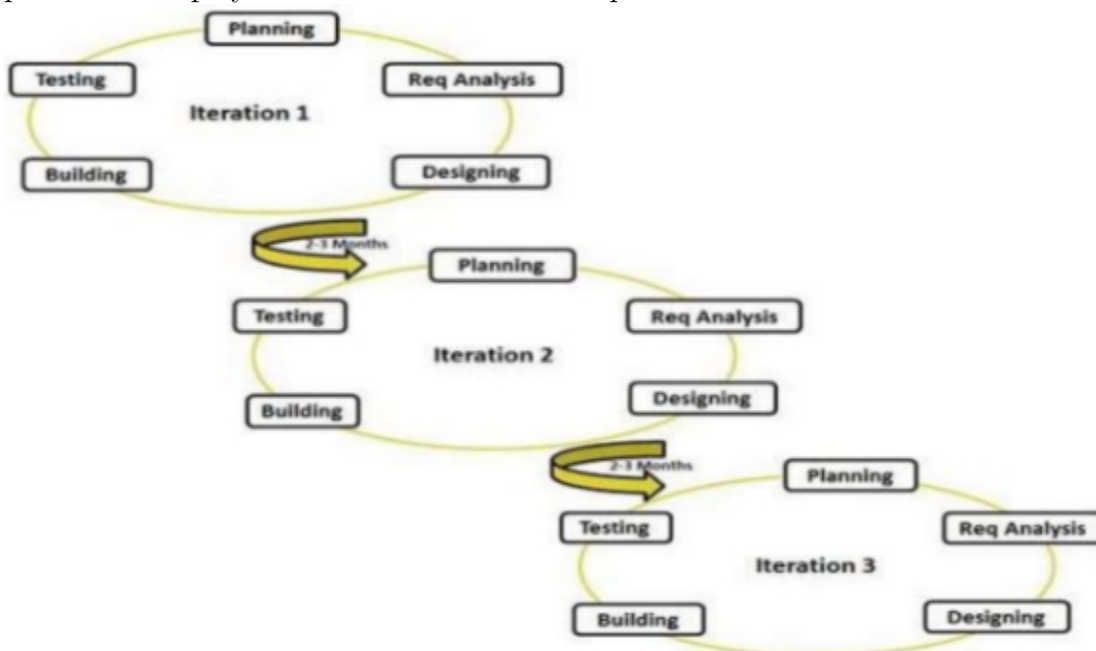 Planning
Testing
Req Analysis
Iteration 1
Building
Designing
2-3 Months
Planning
Testing
Req Analysis
Iteration 2
Designing
Building
2-3 Months
Planning
Testing
Req Analysis
Iteration 3
Building
Designing